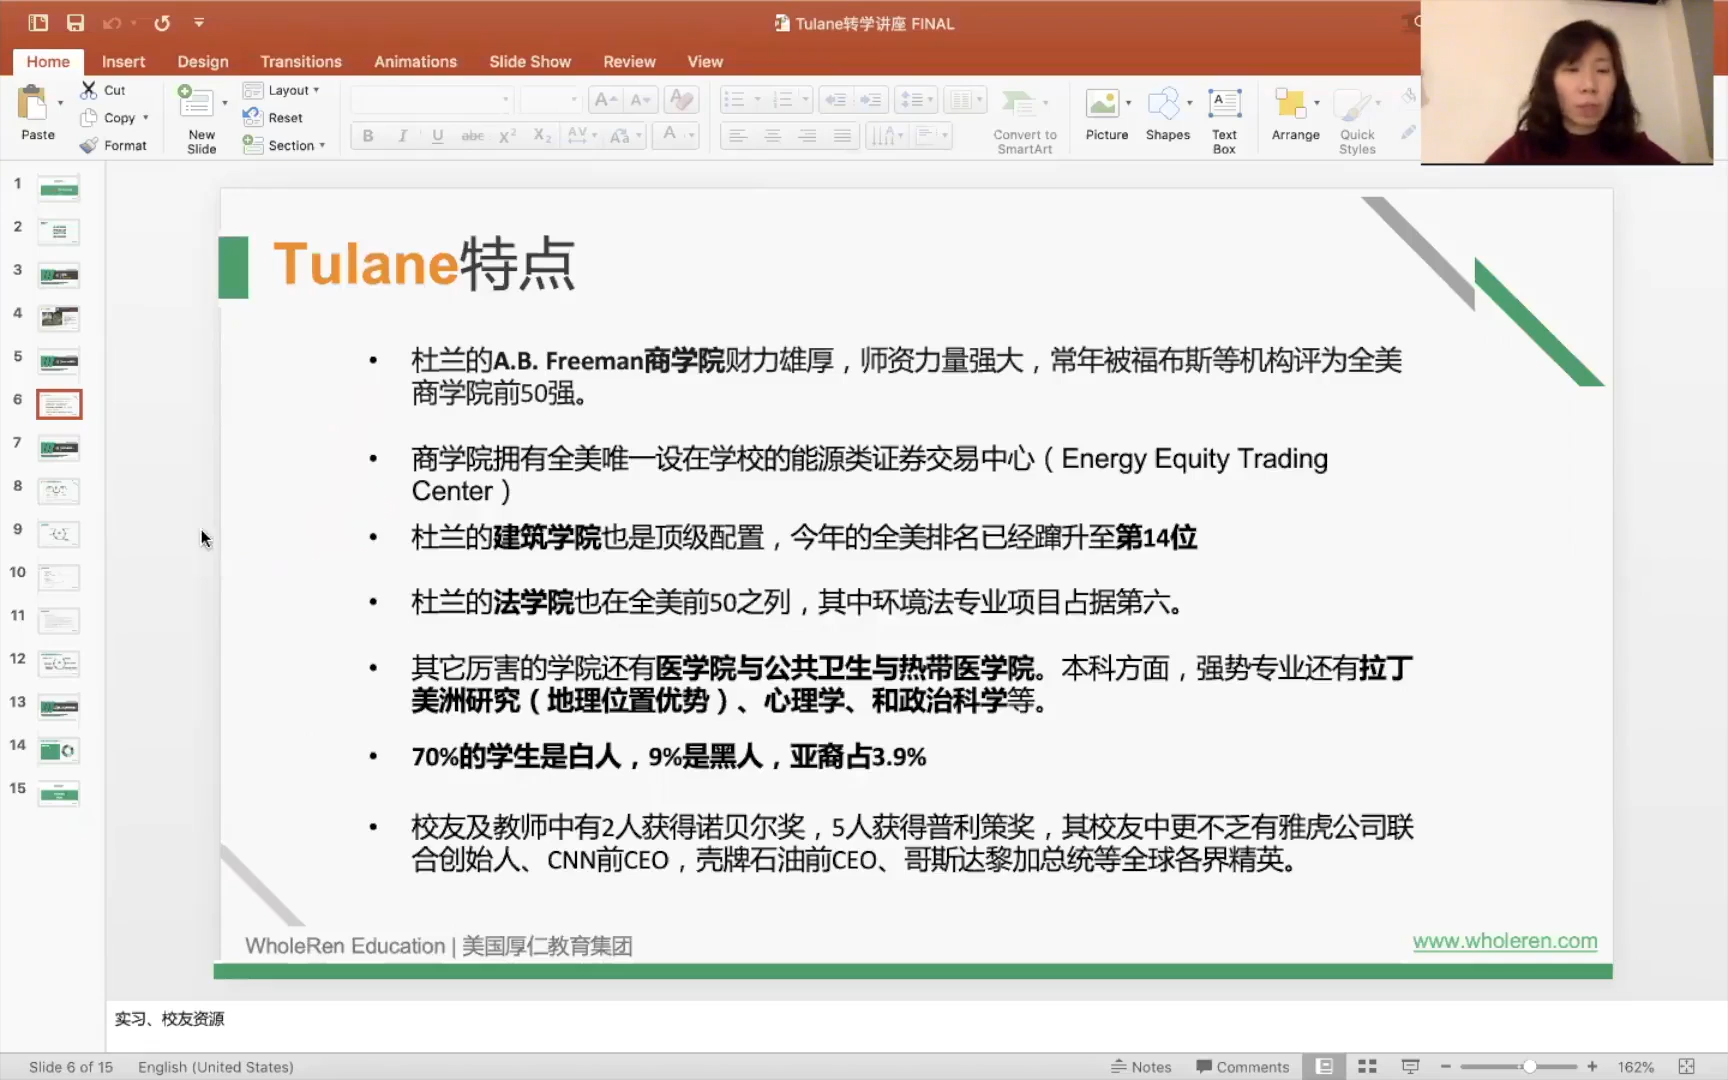 Tulane转学讲座 FINAL
Home Insert Design Transitions Animations Slide Show Review View
Paste
Cut
Copy
Format
New Slide
Layout
Reset
Section
Convert to SmartArt
Picture
Shapes
Text Box
Arrange
Quick Styles
1
2
3
4
5
6
7
8
9
10
11
12
13
14
15
Tulane特点
• 杜兰的A.B. Freeman商学院财力雄厚，师资力量强大，常年被福布斯等机构评为全美
商学院前50强。
• 商学院拥有全美唯一设在学校的能源类证券交易中心（Energy Equity Trading
Center）
• 杜兰的建筑学院也是顶级配置，今年的全美排名已经蹿升至第14位
• 杜兰的法学院也在全美前50之列，其中环境法专业项目占据第六。
• 其它厉害的学院还有医学院与公共卫生与热带医学院。本科方面，强势专业还有拉丁
美洲研究（地理位置优势）、心理学、和政治科学等。
• 70%的学生是白人，9%是黑人，亚裔占3.9%
• 校友及教师中有2人获得诺贝尔奖，5人获得普利策奖，其校友中更不乏有雅虎公司联
合创始人、CNN前CEO，壳牌石油前CEO、哥斯达黎加总统等全球各界精英。
WholeRen Education | 美国厚仁教育集团
www.wholeren.com
实习、校友资源
Slide 6 of 15 English (United States) Notes Comments 162%